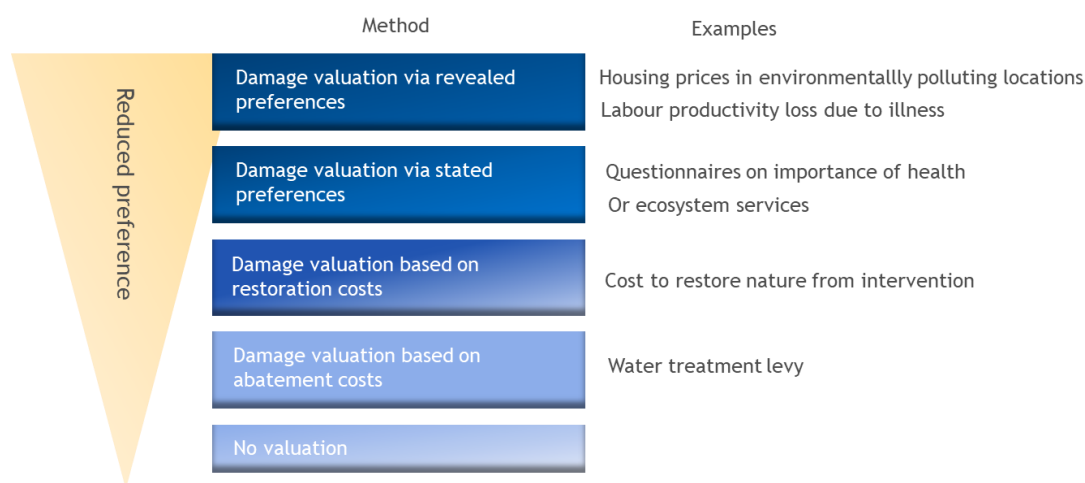 Method
Examples
Reduced preference
Damage valuation via revealed
preferences
Housing prices in environmentallly polluting locations
Labour productivity loss due to illness
Damage valuation via stated
preferences
Questionnaires on importance of health
Or ecosystem services
Damage valuation based on
restoration costs
Cost to restore nature from intervention
Damage valuation based on
abatement costs
Water treatment levy
No valuation